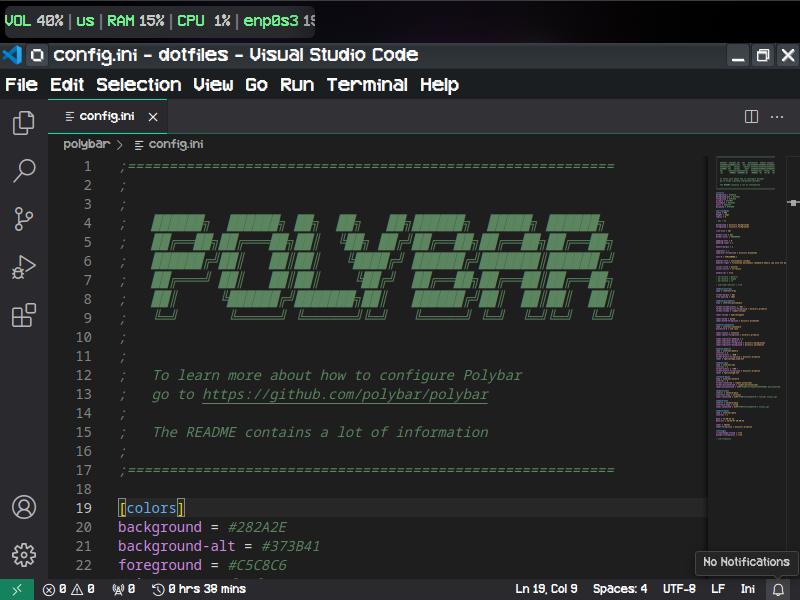 VOL 40% | us | RAM 15% | CPU 1% | enp0s3
config.ini - dotfiles - Visual Studio Code
File Edit Selection View Go Run Terminal Help
config.ini
polybar > config.ini
1 ;==========================================================
2 ;
3 ;
4 ;
5 ;
6 ; POLYBAR
7 ;
8 ;
9 ;
10 ;
11 ;
12 ; To learn more about how to configure Polybar
13 ; go to https://github.com/polybar/polybar
14 ;
15 ; The README contains a lot of information
16 ;
17 ;==========================================================
18
19 [colors]
20 background = #282A2E
21 background-alt = #373B41
22 foreground = #C5C8C6
No Notifications
0 0 0 0 hrs 38 mins Ln 19, Col 9 Spaces: 4 UTF-8 LF Ini